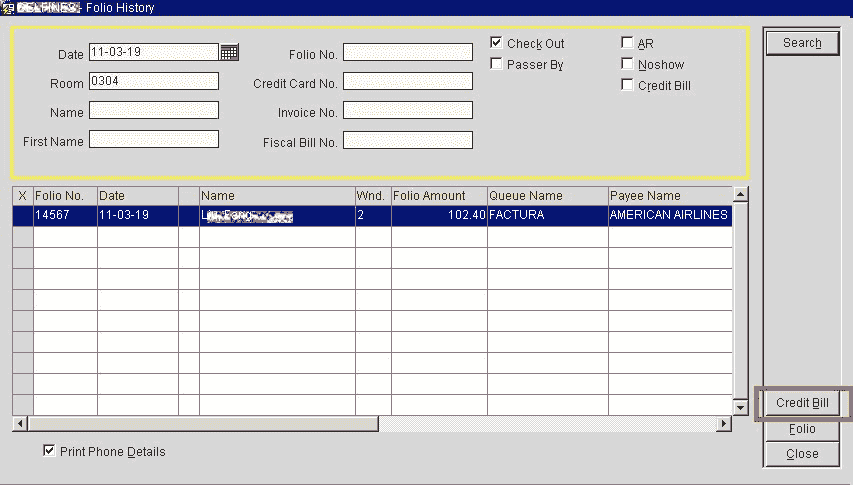 - Folio History
Date 11-03-19
Room 0304
Name
First Name
Folio No.
Credit Card No.
Invoice No.
Fiscal Bill No.
Check Out
Passer By
AR
Noshow
Credit Bill
Search
X Folio No. Date Name Wnd. Folio Amount Queue Name Payee Name
14567 11-03-19 2 102.40 FACTURA AMERICAN AIRLINES
Credit Bill
Folio
Close
Print Phone Details